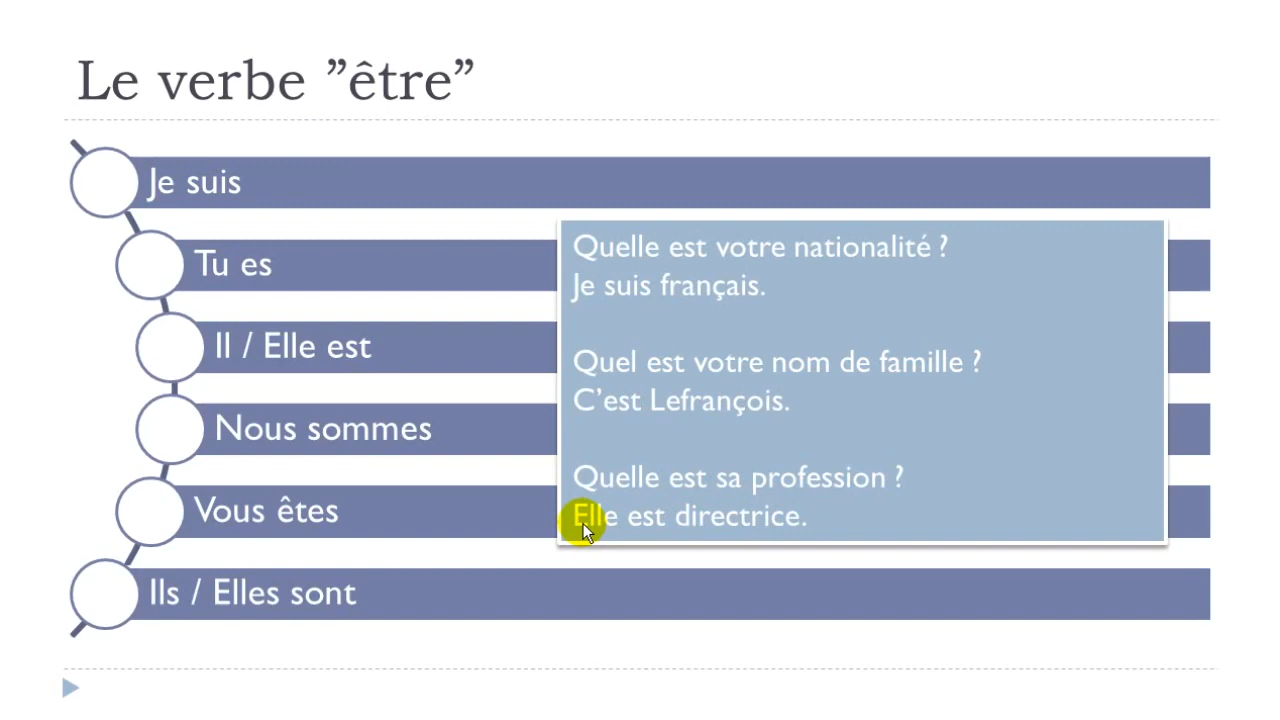 Le verbe ”être”
Je suis
Tu es
Il / Elle est
Nous sommes
Vous êtes
Ils / Elles sont
Quelle est votre nationalité ?
Je suis français.
Quel est votre nom de famille ?
C’est Lefrançois.
Quelle est sa profession ?
Elle est directrice.